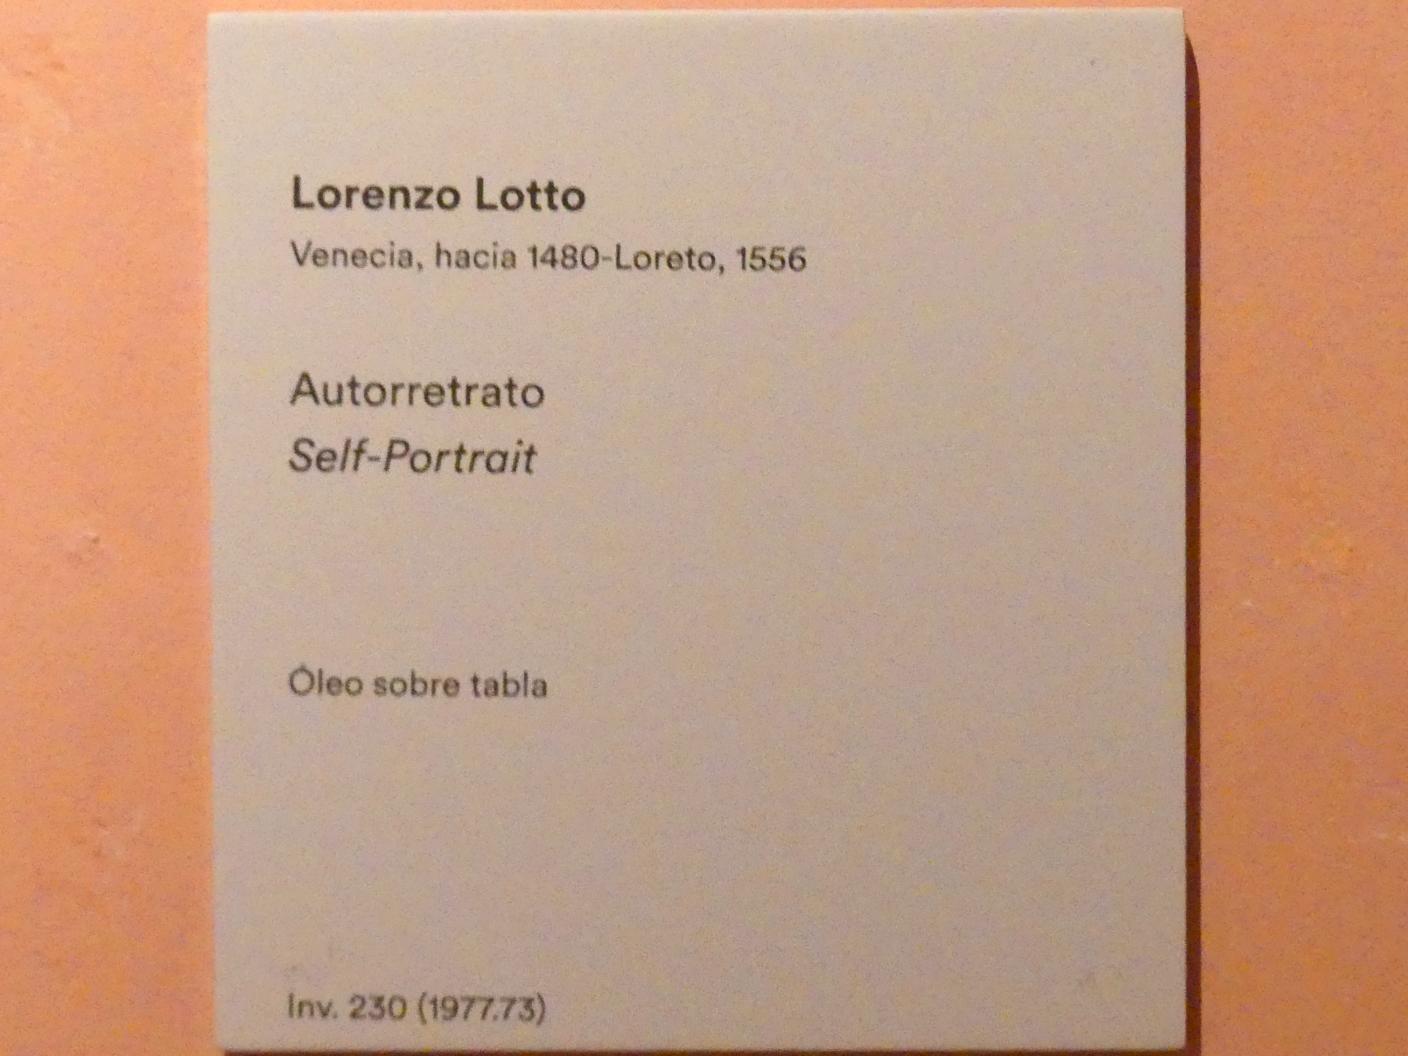 Lorenzo Lotto
Venecia, hacia 1480-Loreto, 1556
Autorretrato
Self-Portrait
Óleo sobre tabla
Inv. 230 (1977.73)